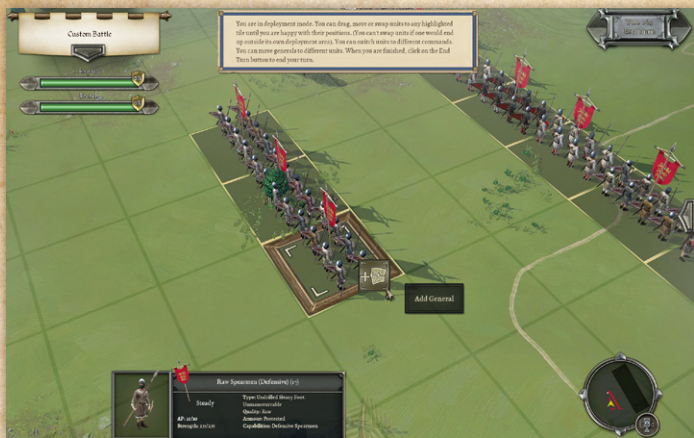 Custom Battle
You are in deployment mode. You can drag, move or swap units to any highlighted
tile until you are happy with their positions. (You can't swap units if one would end
up outside its own deployment area). You can switch units to different commands.
You can move generals to different units. When you are finished, click on the End
Turn button to end your turn.
Add General
Raw Spearmen (Defensive)
Steady
Type: Undrilled Heavy Foot
Unmaneuverable
Quality: Raw
Armour: Protected
Capabilities: Defensive Spearmen
AP:
Strength: